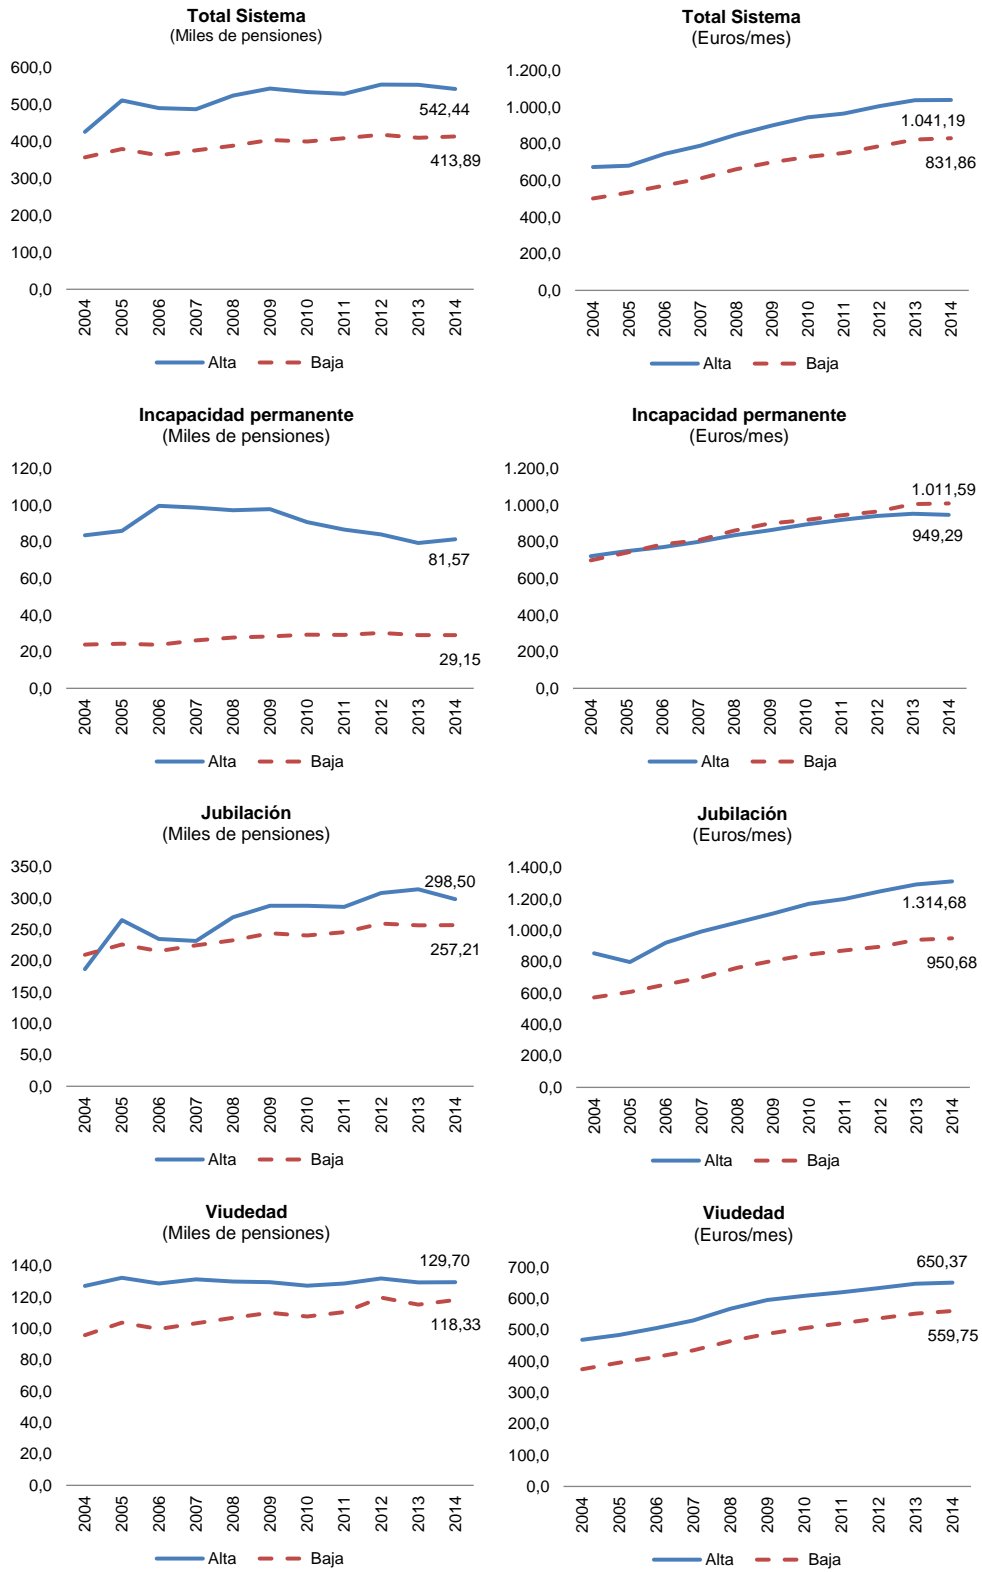 Total Sistema
(Miles de pensiones)
600,0
500,0
400,0
300,0
200,0
100,0
0,0
542,44
413,89
2004 2005 2006 2007 2008 2009 2010 2011 2012 2013 2014
Alta Baja
Total Sistema
(Euros/mes)
1.200,0
1.000,0
800,0
600,0
400,0
200,0
0,0
1.041,19
831,86
2004 2005 2006 2007 2008 2009 2010 2011 2012 2013 2014
Alta Baja
Incapacidad permanente
(Miles de pensiones)
120,0
100,0
80,0
60,0
40,0
20,0
0,0
81,57
29,15
2004 2005 2006 2007 2008 2009 2010 2011 2012 2013 2014
Alta Baja
Incapacidad permanente
(Euros/mes)
1.200,0
1.000,0
800,0
600,0
400,0
200,0
0,0
1.011,59
949,29
2004 2005 2006 2007 2008 2009 2010 2011 2012 2013 2014
Alta Baja
Jubilación
(Miles de pensiones)
350,0
300,0
250,0
200,0
150,0
100,0
50,0
0,0
298,50
257,21
2004 2005 2006 2007 2008 2009 2010 2011 2012 2013 2014
Alta Baja
Jubilación
(Euros/mes)
1.400,0
1.200,0
1.000,0
800,0
600,0
400,0
200,0
0,0
1.314,68
950,68
2004 2005 2006 2007 2008 2009 2010 2011 2012 2013 2014
Alta Baja
Viudedad
(Miles de pensiones)
140,0
120,0
100,0
80,0
60,0
40,0
20,0
0,0
129,70
118,33
2004 2005 2006 2007 2008 2009 2010 2011 2012 2013 2014
Alta Baja
Viudedad
(Euros/mes)
700,0
600,0
500,0
400,0
300,0
200,0
100,0
0,0
650,37
559,75
2004 2005 2006 2007 2008 2009 2010 2011 2012 2013 2014
Alta Baja